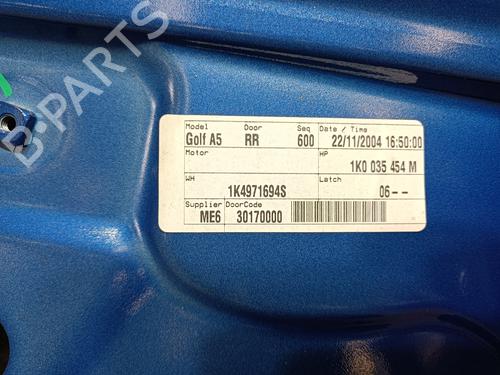 Model Door Seq Date / Time
Golf A5 RR 600 22/11/2004 16:50:00
Motor HP
1K0 035 454 M
WH Latch
1K4971694S 06--
Supplier DoorCode
ME6 30170000
B-PARTS